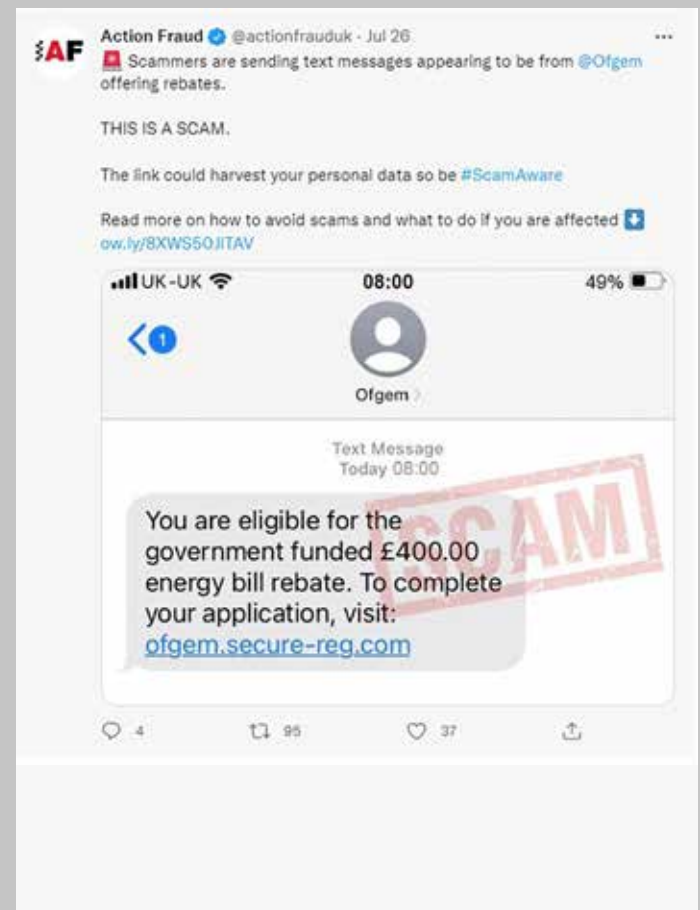 AF
Action Fraud @actionfrauduk · Jul 26
Scammers are sending text messages appearing to be from @Ofgem
offering rebates.
THIS IS A SCAM.
The link could harvest your personal data so be #ScamAware
Read more on how to avoid scams and what to do if you are affected
ow.ly/8XWS50JITAV
UK-UK 08:00 49%
1
Ofgem
Text Message
Today 08:00
SCAM
You are eligible for the
government funded £400.00
energy bill rebate. To complete
your application, visit:
ofgem.secure-reg.com
4 95 37